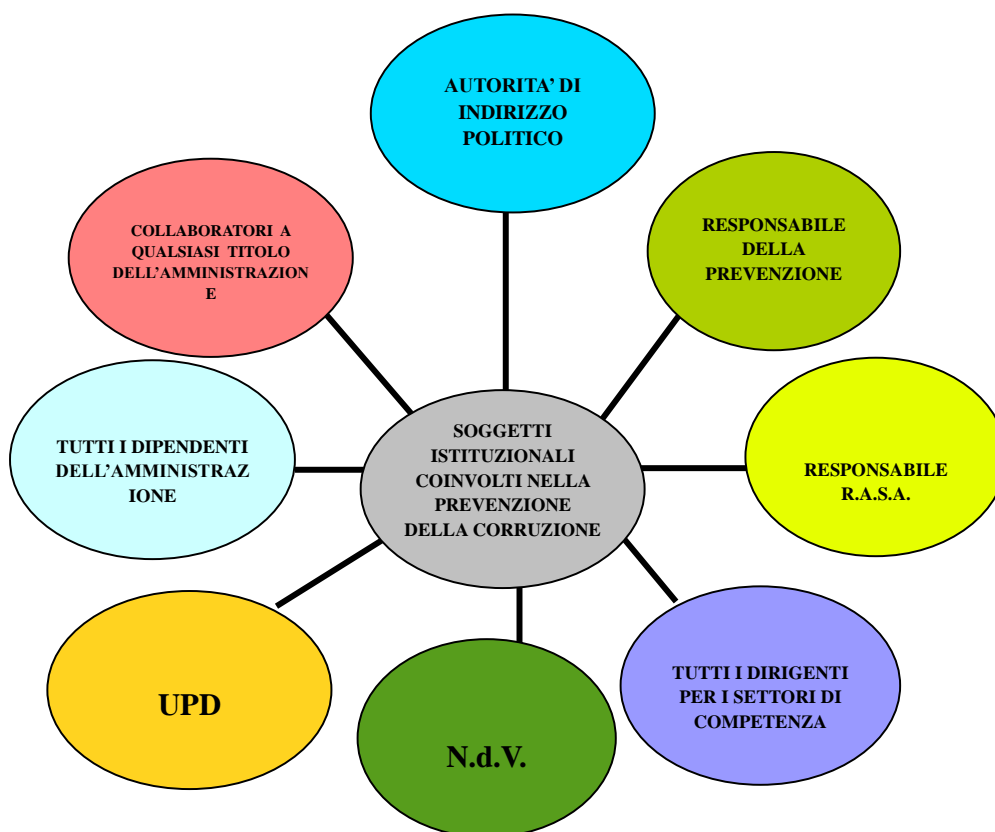 AUTORITA’ DI
INDIRIZZO
POLITICO
RESPONSABILE
DELLA
PREVENZIONE
RESPONSABILE
R.A.S.A.
TUTTI I DIRIGENTI
PER I SETTORI DI
COMPETENZA
N.d.V.
UPD
TUTTI I DIPENDENTI
DELL’AMMINISTRAZ
IONE
COLLABORATORI A
QUALSIASI TITOLO
DELL’AMMINISTRAZION
E
SOGGETTI
ISTITUZIONALI
COINVOLTI NELLA
PREVENZIONE
DELLA CORRUZIONE